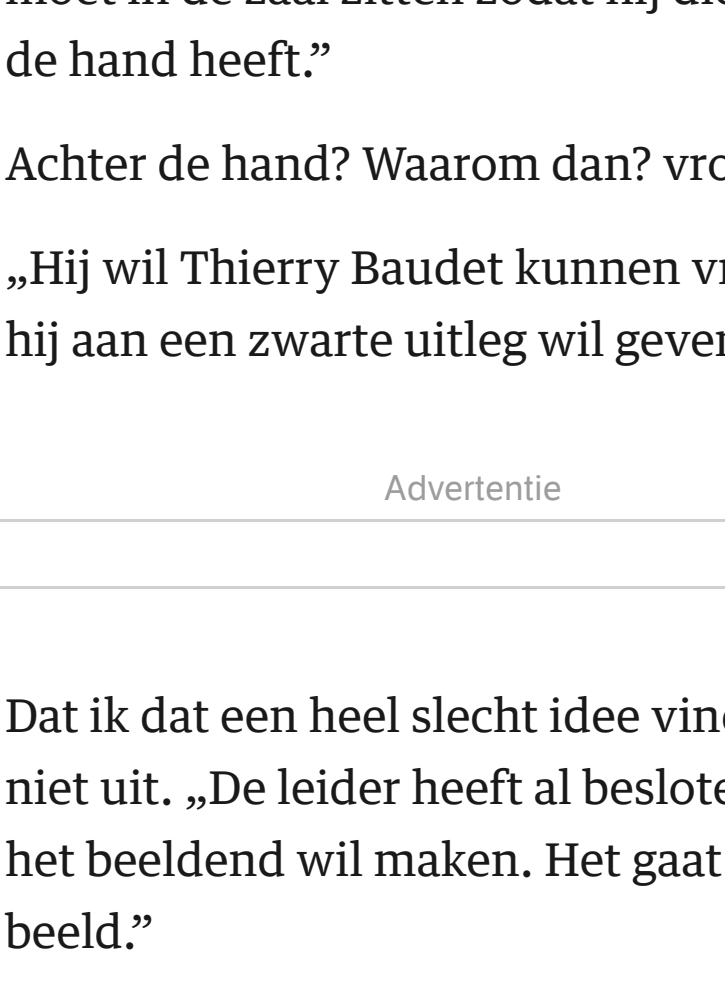 de hand heeft.”
Achter de hand? Waarom dan?
„Hij wil Thierry Baudet kunnen
hij aan een zwarte uitleg wil
Advertentie
Dat ik dat een heel slecht idee
niet uit. „De leider heeft al
het beeldend wil maken. Het gaat
beeld.”